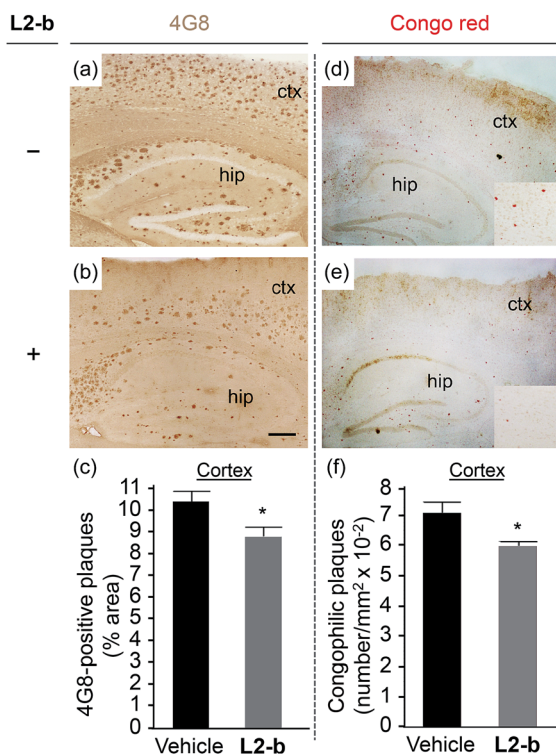 L2-b 4G8 Congo red
(a) (d)
ctx ctx
− hip hip
(b) (e)
ctx ctx
+ hip hip
(c) (f)
Cortex Cortex
4G8-positive plaques
(% area)
11
10
9
8
7
6
5
4
3
2
1
0
*
Vehicle L2-b
Congophilic plaques
(number/mm² x 10⁻²)
8
7
6
5
4
3
2
1
0
*
Vehicle L2-b